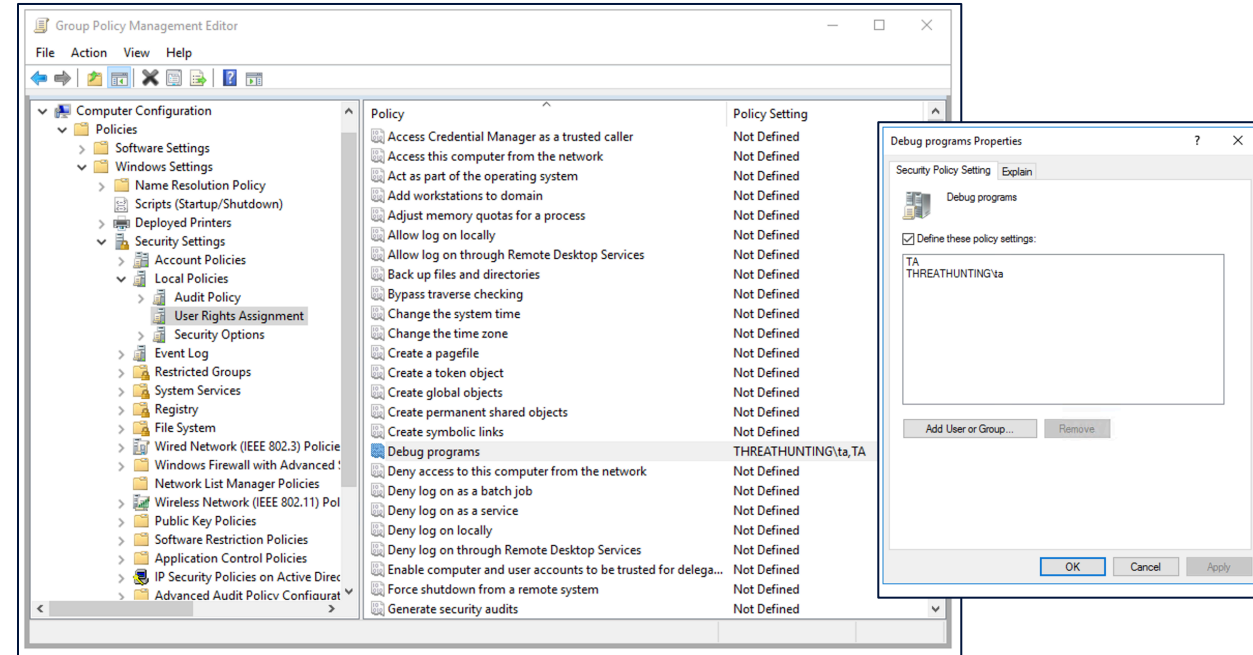 Group Policy Management Editor
File Action View Help
Computer Configuration
Policies
Software Settings
Windows Settings
Name Resolution Policy
Scripts (Startup/Shutdown)
Deployed Printers
Security Settings
Account Policies
Local Policies
Audit Policy
User Rights Assignment
Security Options
Event Log
Restricted Groups
System Services
Registry
File System
Wired Network (IEEE 802.3) Policie
Windows Firewall with Advanced S
Network List Manager Policies
Wireless Network (IEEE 802.11) Pol
Public Key Policies
Software Restriction Policies
Application Control Policies
IP Security Policies on Active Direc
Advanced Audit Policy Configurat
Policy Policy Setting
Access Credential Manager as a trusted caller Not Defined
Access this computer from the network Not Defined
Act as part of the operating system Not Defined
Add workstations to domain Not Defined
Adjust memory quotas for a process Not Defined
Allow log on locally Not Defined
Allow log on through Remote Desktop Services Not Defined
Back up files and directories Not Defined
Bypass traverse checking Not Defined
Change the system time Not Defined
Change the time zone Not Defined
Create a pagefile Not Defined
Create a token object Not Defined
Create global objects Not Defined
Create permanent shared objects Not Defined
Create symbolic links Not Defined
Debug programs THREATHUNTING\ta,TA
Deny access to this computer from the network Not Defined
Deny log on as a batch job Not Defined
Deny log on as a service Not Defined
Deny log on locally Not Defined
Deny log on through Remote Desktop Services Not Defined
Enable computer and user accounts to be trusted for delega... Not Defined
Force shutdown from a remote system Not Defined
Generate security audits Not Defined
Debug programs Properties
Security Policy Setting Explain
Debug programs
Define these policy settings:
TA
THREATHUNTING\ta
Add User or Group... Remove
OK Cancel Apply